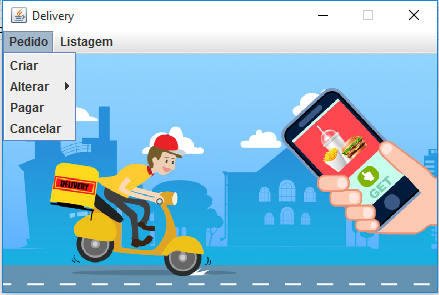 Delivery
Pedido Listagem
Criar
Alterar
Pagar
Cancelar
DELIVERY
GET